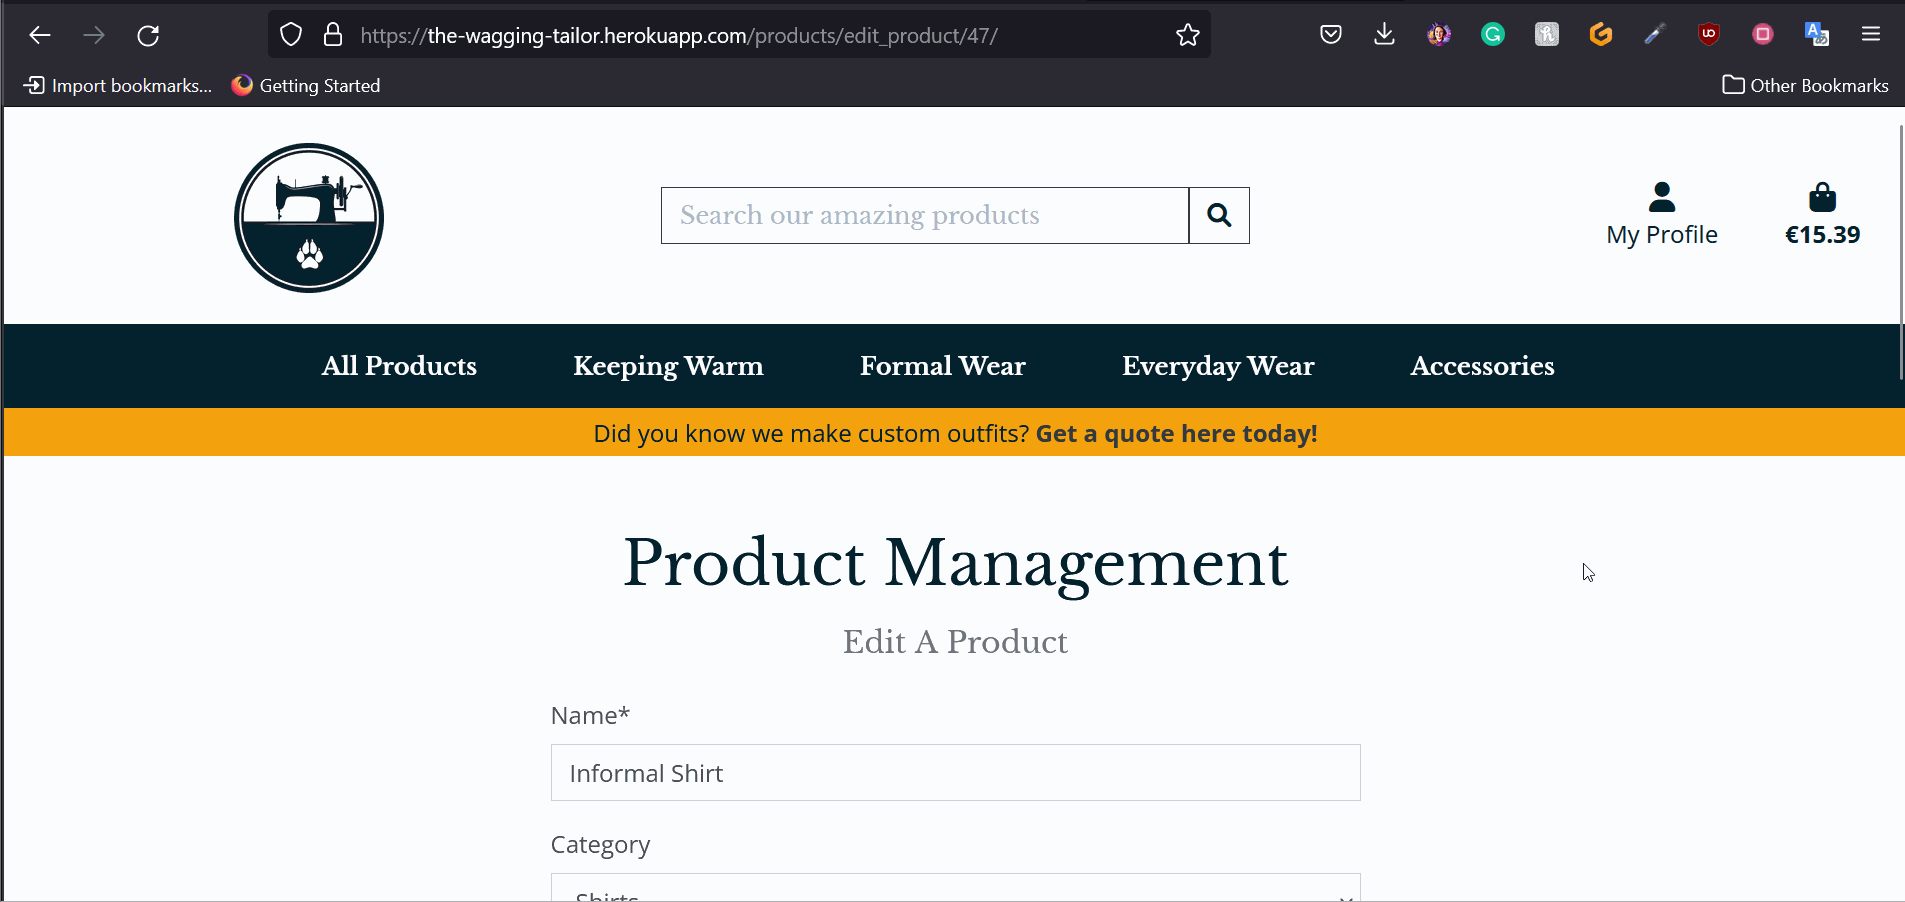 https://the-wagging-tailor.herokuapp.com/products/edit_product/47/
Import bookmarks...
Getting Started
Other Bookmarks
Search our amazing products
My Profile
€15.39
All Products
Keeping Warm
Formal Wear
Everyday Wear
Accessories
Did you know we make custom outfits? Get a quote here today!
Product Management
Edit A Product
Name*
Informal Shirt
Category
Shirts